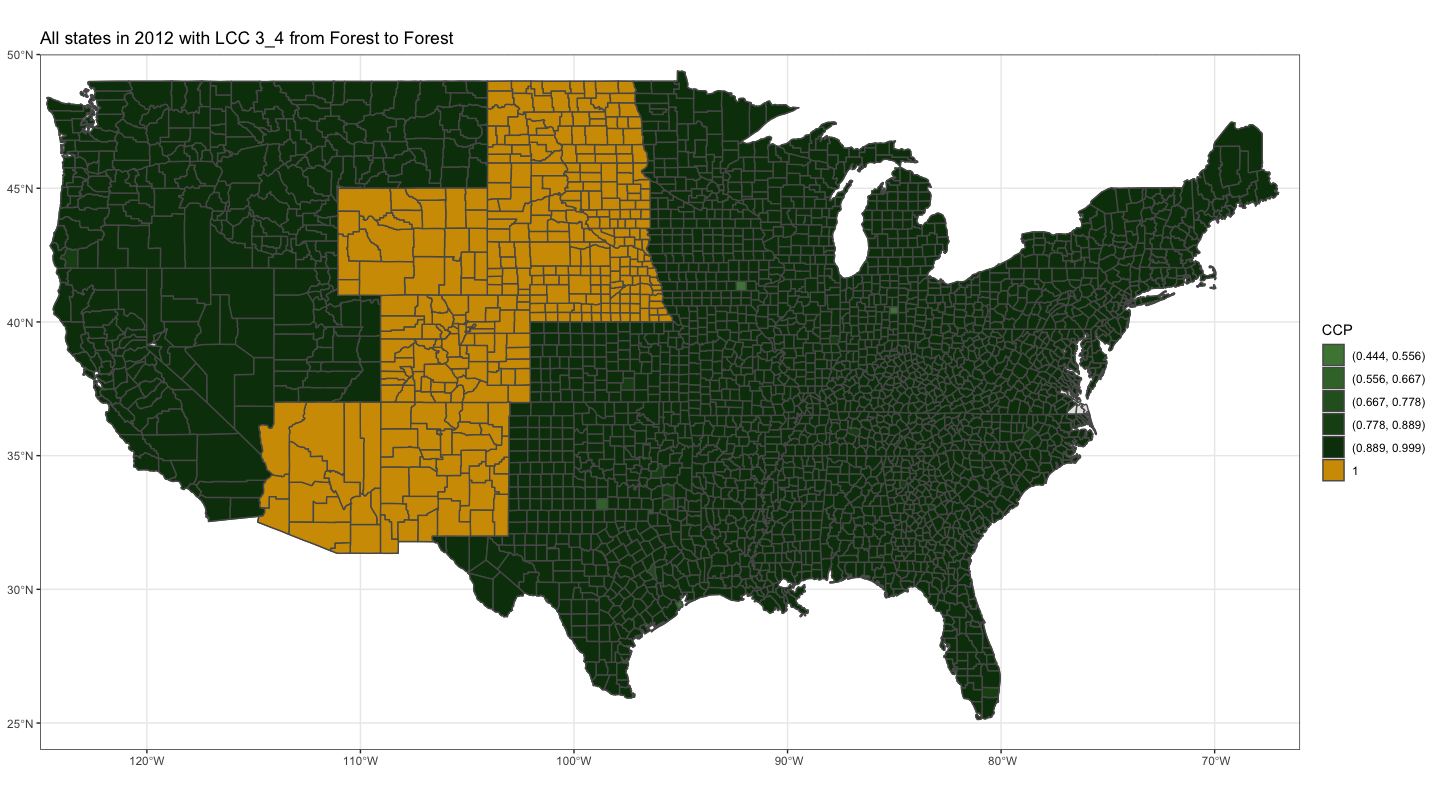 All states in 2012 with LCC 3_4 from Forest to Forest
50°N
45°N
40°N
35°N
30°N
25°N
120°W
110°W
100°W
90°W
80°W
70°W
CCP
(0.444, 0.556)
(0.556, 0.667)
(0.667, 0.778)
(0.778, 0.889)
(0.889, 0.999)
1